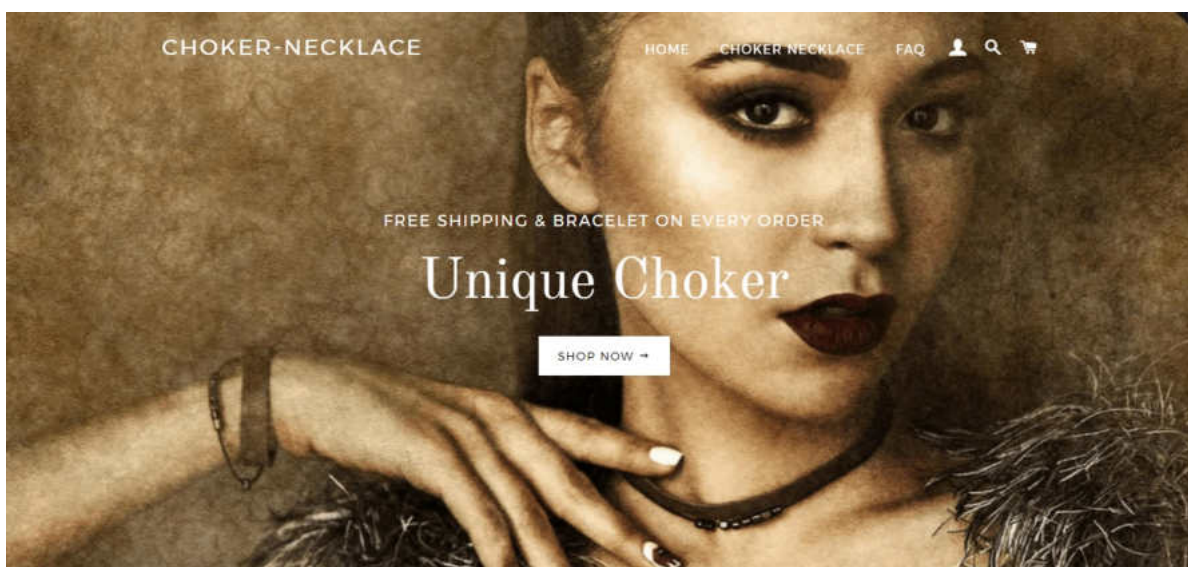 CHOKER-NECKLACE
HOME CHOKER NECKLACE FAQ
FREE SHIPPING & BRACELET ON EVERY ORDER
Unique Choker
SHOP NOW →